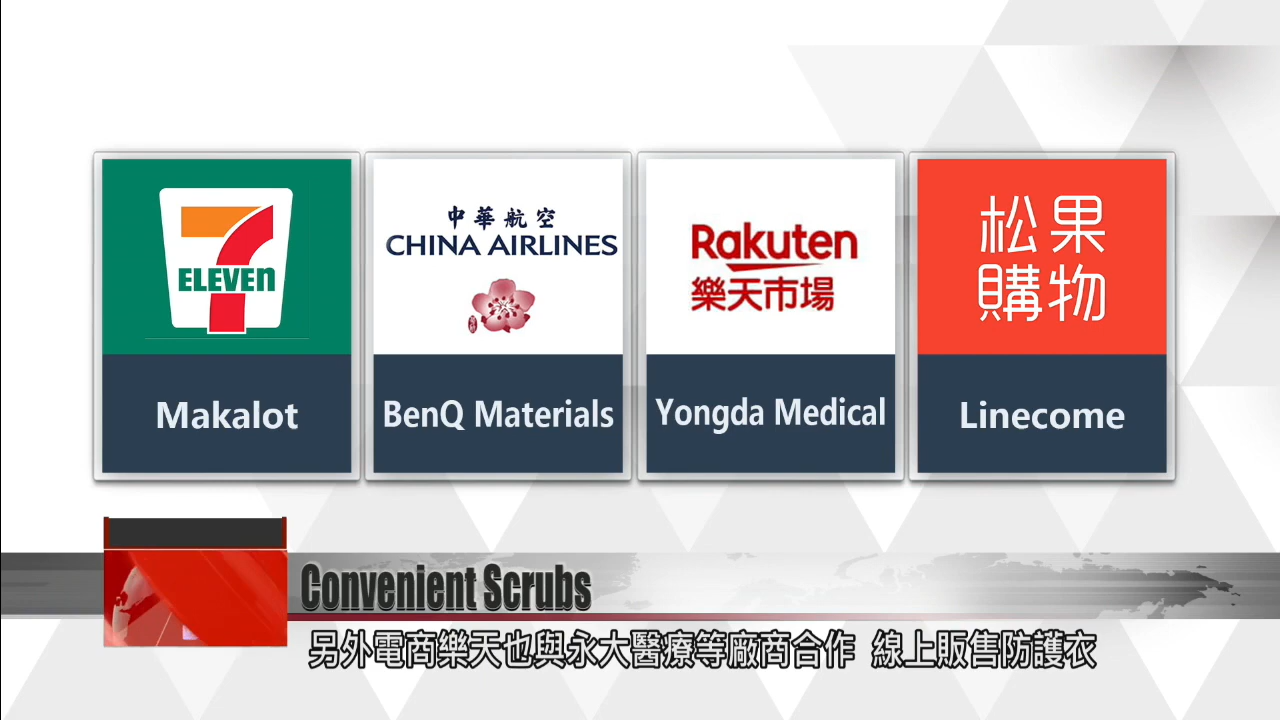 7
ELEVEN
Makalot
中華航空
CHINA AIRLINES
BenQ Materials
Rakuten
樂天市場
Yongda Medical
松果
購物
Linecome
Convenient Scrubs
另外電商樂天也與永大醫療等廠商合作 線上販售防護衣